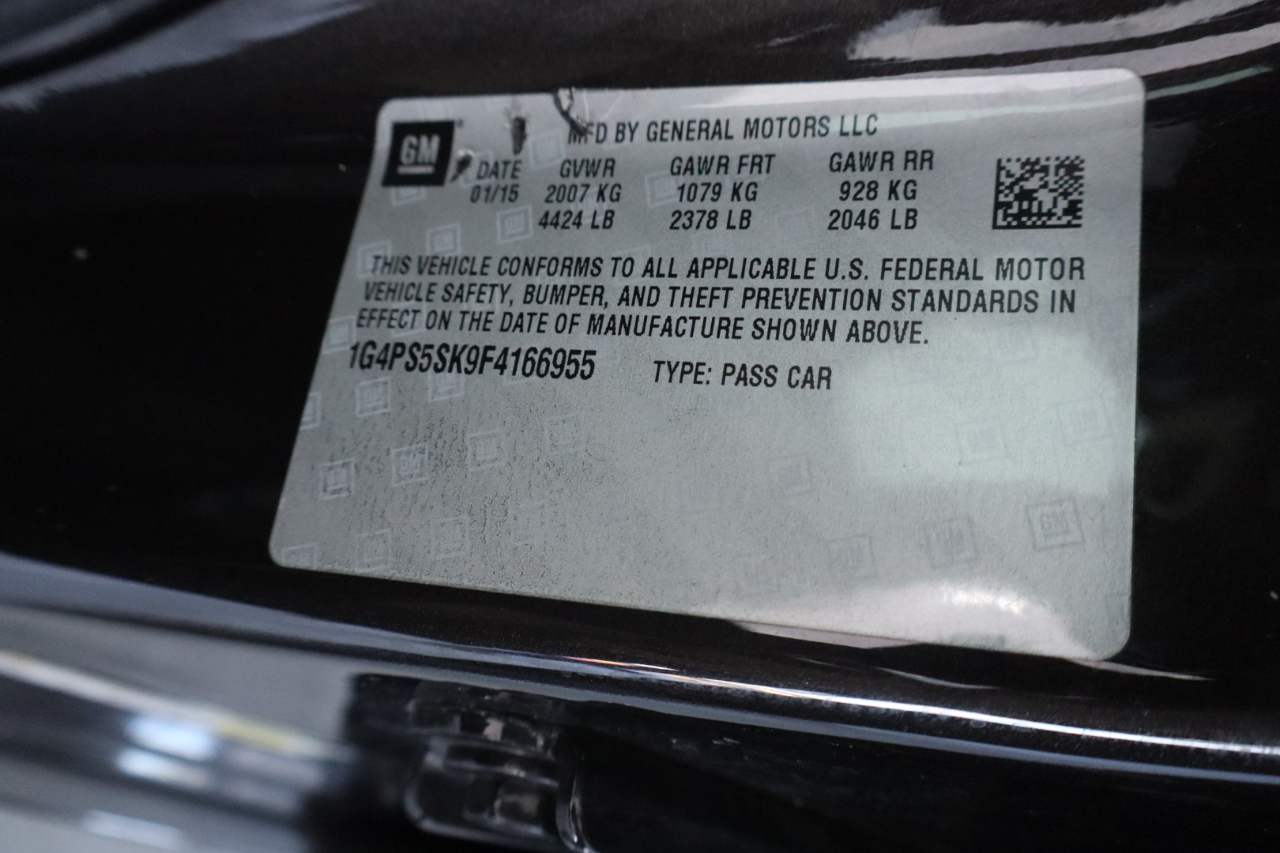 GM
MFD BY GENERAL MOTORS LLC
DATE GVWR GAWR FRT GAWR RR
01/15 2007 KG 1079 KG 928 KG
4424 LB 2378 LB 2046 LB
THIS VEHICLE CONFORMS TO ALL APPLICABLE U.S. FEDERAL MOTOR
VEHICLE SAFETY, BUMPER, AND THEFT PREVENTION STANDARDS IN
EFFECT ON THE DATE OF MANUFACTURE SHOWN ABOVE.
1G4PS5SK9F4166955 TYPE: PASS CAR